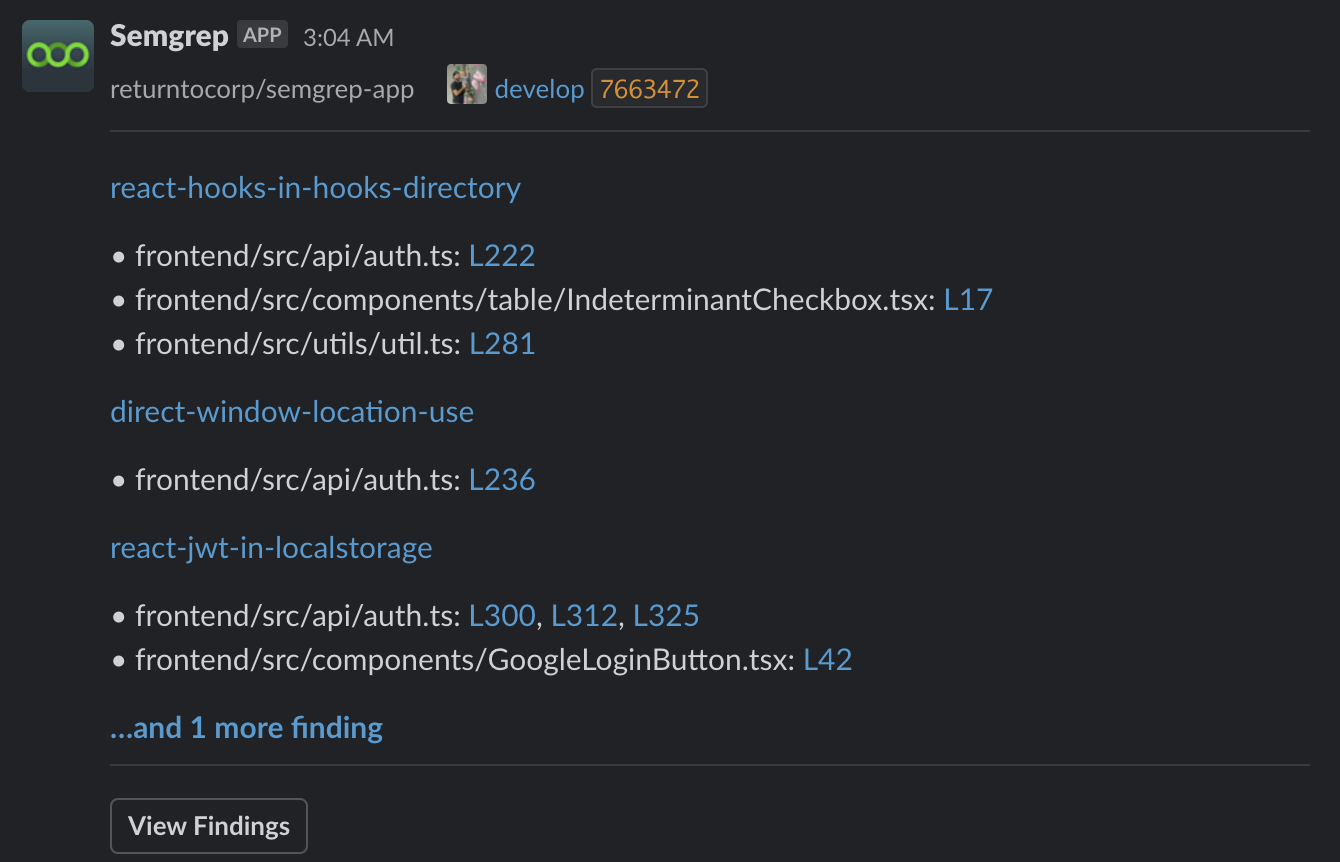 Semgrep APP 3:04 AM
returntocorp/semgrep-app develop 7663472
react-hooks-in-hooks-directory
• frontend/src/api/auth.ts: L222
• frontend/src/components/table/IndeterminantCheckbox.tsx: L17
• frontend/src/utils/util.ts: L281
direct-window-location-use
• frontend/src/api/auth.ts: L236
react-jwt-in-localstorage
• frontend/src/api/auth.ts: L300, L312, L325
• frontend/src/components/GoogleLoginButton.tsx: L42
...and 1 more finding
View Findings